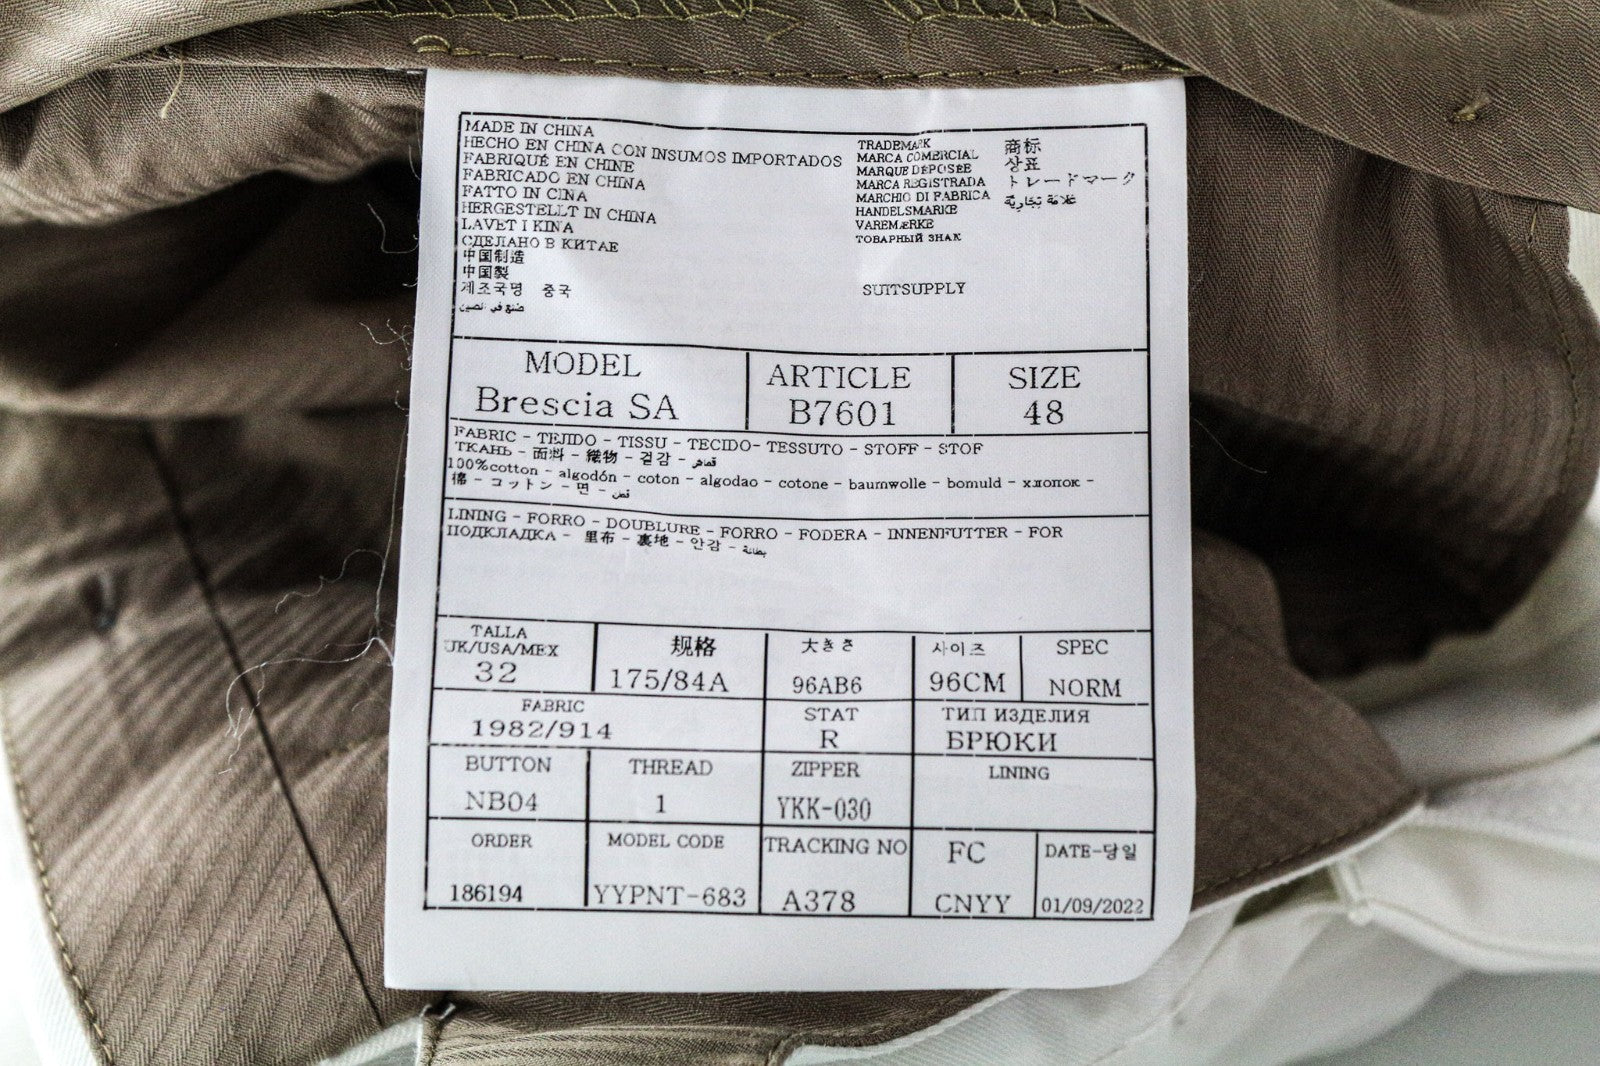 MADE IN CHINA
HECHO EN CHINA CON INSUMOS IMPORTADOS
FABRIQUÉ EN CHINE
FABRICADO EN CHINA
FATTO IN CINA
HERGESTELLT IN CHINA
LAVET I KINA
СДЕЛАНО В КИТАЕ
中国制造
中国製
제조국명 중국
صنع في الصين
TRADEMARK 商标
MARCA COMERCIAL 상표
MARQUE DÉPOSÉE トレードマーク
MARCA REGISTRADA علامة تجارية
MARCHIO DI FABRICA
HANDELSMARKE
VAREMÆRKE
ТОВАРНЫЙ ЗНАК
SUITSUPPLY
MODEL
Brescia SA
ARTICLE
B7601
SIZE
48
FABRIC - TEJIDO - TISSU - TECIDO- TESSUTO - STOFF - STOF
ТКАНЬ - 面料 - 織物 - 겉감 - قماش
100%cotton - algodón - coton - algodao - cotone - baumwolle - bomuld - хлопок -
棉 - コットン - 면 - قطن
LINING - FORRO - DOUBLURE - FORRO - FODERA - INNENFUTTER - FOR
ПОДКЛАДКА - 里布 - 裏地 - 안감 - بطانة
TALLA
UK/USA/MEX
32
规格
175/84A
大きさ
96AB6
사이즈
96CM
SPEC
NORM
FABRIC
1982/914
STAT
R
ТИП ИЗДЕЛИЯ
БРЮКИ
BUTTON
NB04
THREAD
1
ZIPPER
YKK-030
LINING
ORDER
186194
MODEL CODE
YYPNT-683
TRACKING NO
A378
FC
CNYY
DATE-당일
01/09/2022